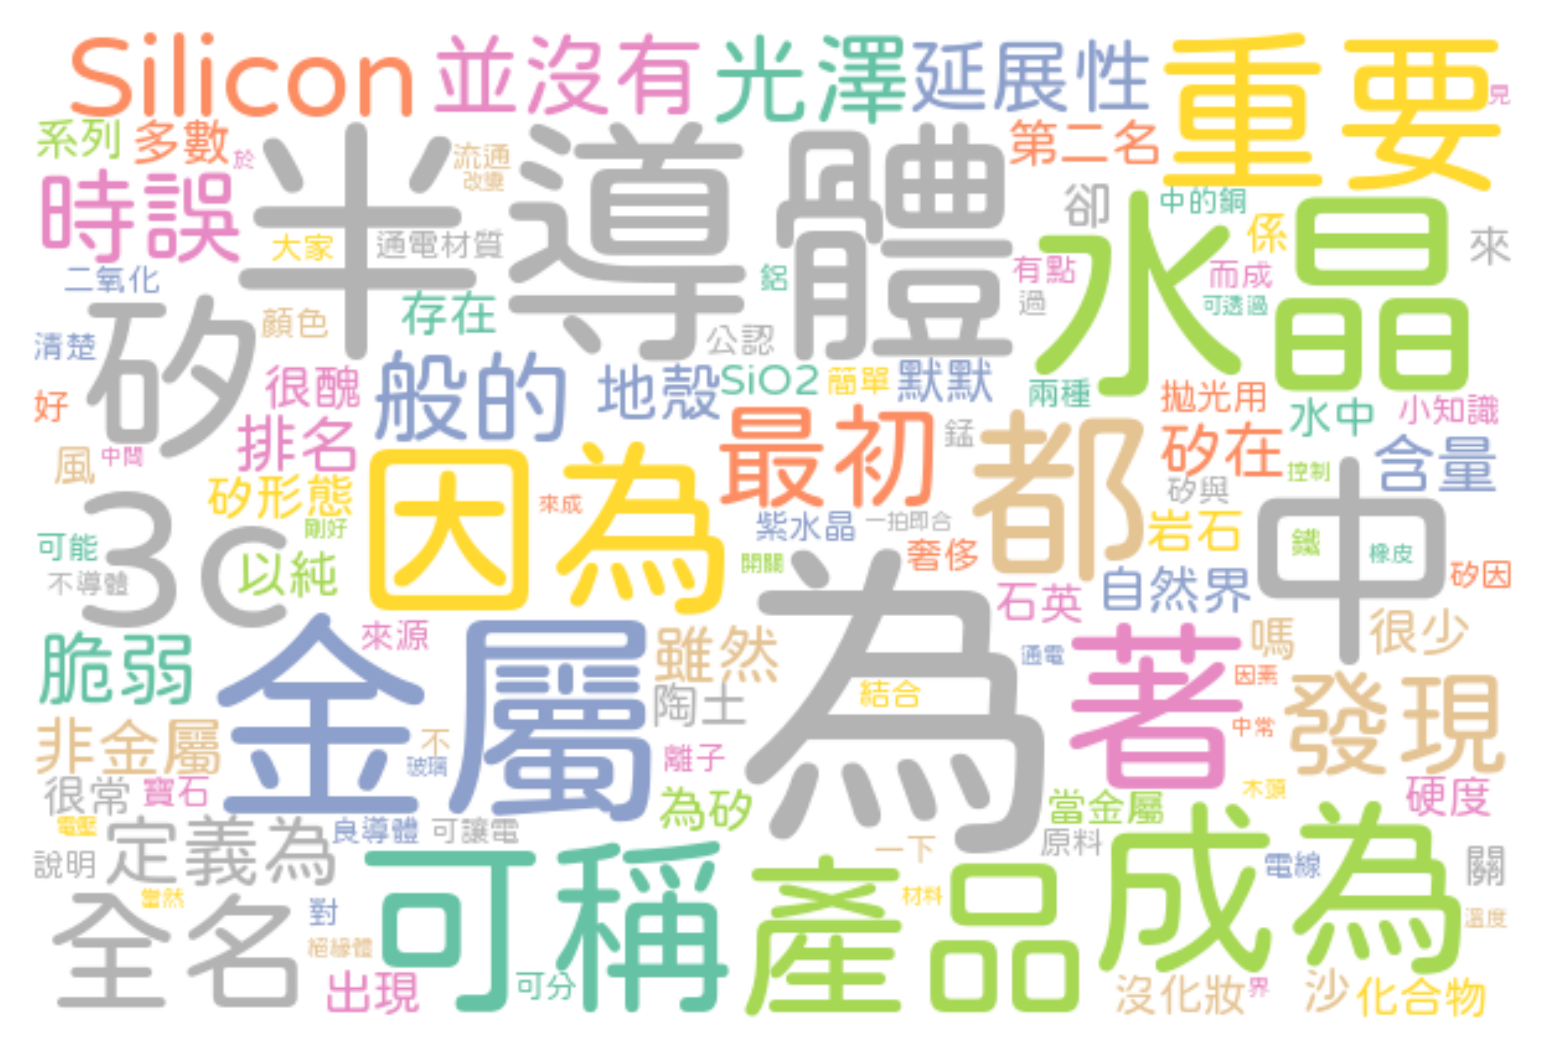 Silicon 並沒有 光澤 延展性 重要 見
系列 多數 於 半導體 流通 改變 第二名
時誤 大家 通電材質 卻 水晶 中的銅 係 來
二氧化 矽 顏色 存在 鋁 有點 過 而成 可透過
清楚 很醜 般的 地殼 公認 SiO2 簡單 默默 兩種 拋光用 水中 小知識
好 排名 最初 錳 都 矽在 含量
風 中間 矽形態 因為 來成 紫水晶 一拍即合 矽與 控制 中
3c 剛好 以純 開關 奢侈 岩石 鐵 橡皮 矽因
可能 不導體 石英 自然界
脆弱 來源 金屬 雖然 為 通電 著 嗎 很少
非金屬 不 玻璃 陶土 結合 因素 中常 發現
很常 寶石 離子 為矽 當金屬 木頭 硬度
電壓 定義為 良導體 可讓電 一下 原料 成為 電線 關
說明 當然 可稱 產品 材料 溫度
全名 對 絕緣體 出現 可分 沒化妝 界 沙 化合物